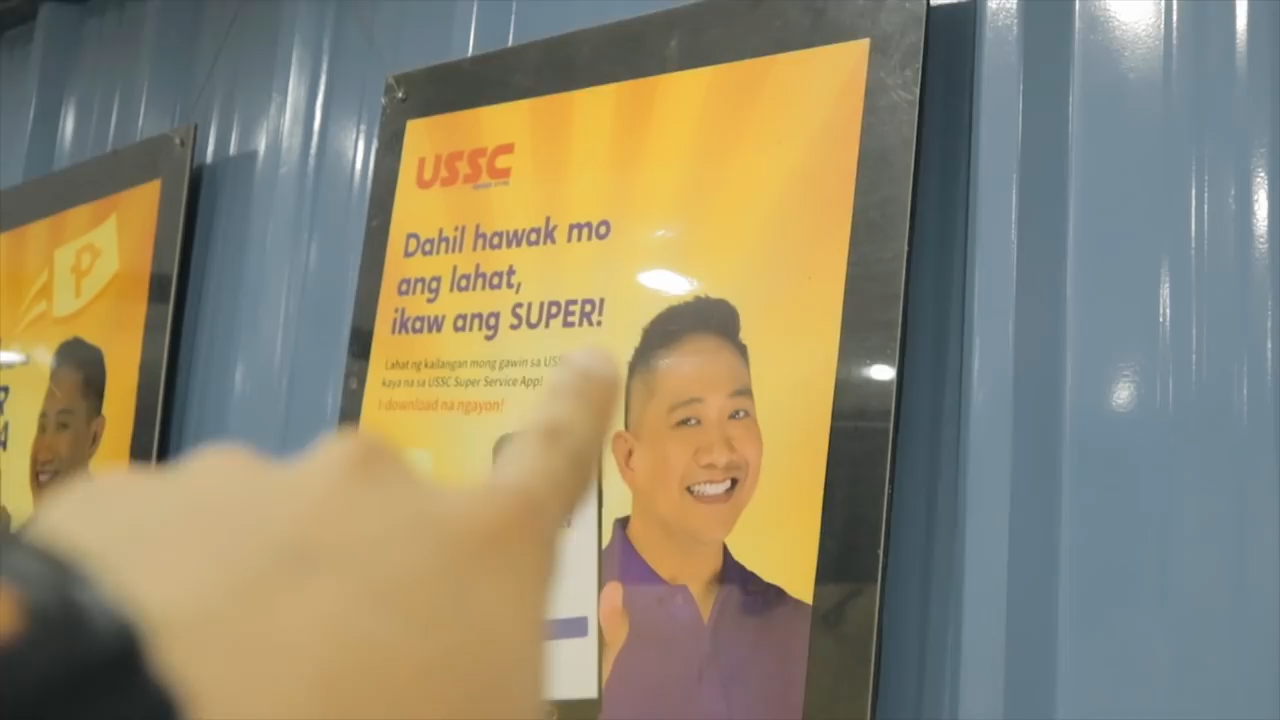 USSC
Dahil hawak mo
ang lahat,
ikaw ang SUPER!
Lahat ng kailangan mong gawin sa
kaya na sa USSC Super Service App!
I-download na ngayon!
P
R
A